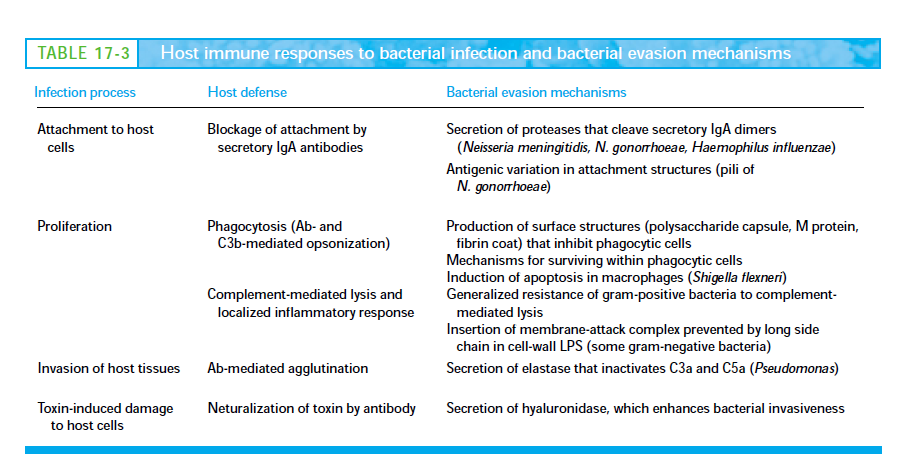 TABLE 17-3 Host immune responses to bacterial infection and bacterial evasion mechanisms
Infection process Host defense Bacterial evasion mechanisms
Attachment to host Blockage of attachment by Secretion of proteases that cleave secretory IgA dimers
cells secretory IgA antibodies (Neisseria meningitidis, N. gonorrhoeae, Haemophilus influenzae)
Antigenic variation in attachment structures (pili of
N. gonorrhoeae)
Proliferation Phagocytosis (Ab- and Production of surface structures (polysaccharide capsule, M protein,
C3b-mediated opsonization) fibrin coat) that inhibit phagocytic cells
Mechanisms for surviving within phagocytic cells
Induction of apoptosis in macrophages (Shigella flexneri)
Complement-mediated lysis and Generalized resistance of gram-positive bacteria to complement-
localized inflammatory response mediated lysis
Insertion of membrane-attack complex prevented by long side
chain in cell-wall LPS (some gram-negative bacteria)
Invasion of host tissues Ab-mediated agglutination Secretion of elastase that inactivates C3a and C5a (Pseudomonas)
Toxin-induced damage Neturalization of toxin by antibody Secretion of hyaluronidase, which enhances bacterial invasiveness
to host cells